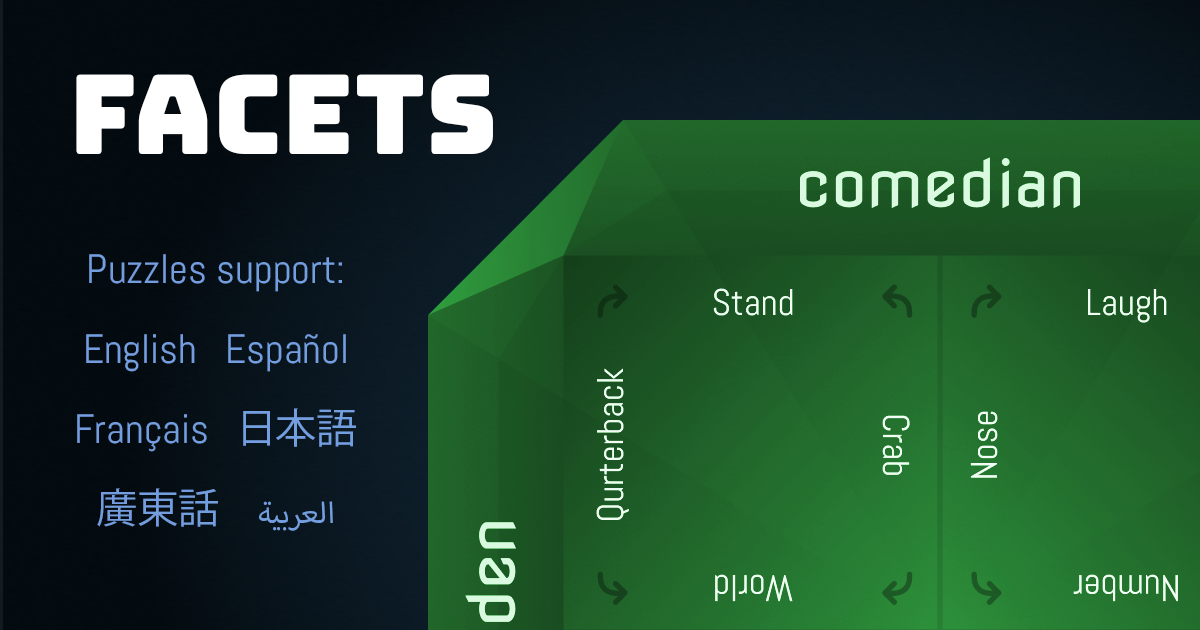 FACETS
Puzzles support:
English Español
Français 日本語
廣東話 العربية
comedian
den
Stand
Qurterback
Crab
World
Laugh
Nose
Number